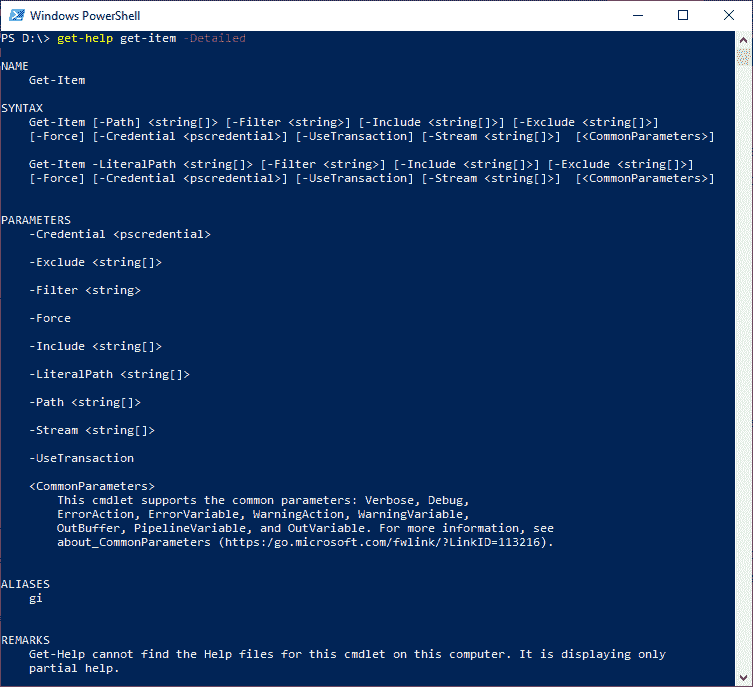 Windows PowerShell
PS D:\> get-help get-item -Detailed
NAME
    Get-Item
SYNTAX
    Get-Item [-Path] <string[]> [-Filter <string>] [-Include <string[]>] [-Exclude <string[]>]
    [-Force] [-Credential <pscredential>] [-UseTransaction] [-Stream <string[]>]  [<CommonParameters>]
    Get-Item -LiteralPath <string[]> [-Filter <string>] [-Include <string[]>] [-Exclude <string[]>]
    [-Force] [-Credential <pscredential>] [-UseTransaction] [-Stream <string[]>]  [<CommonParameters>]
PARAMETERS
    -Credential <pscredential>
    -Exclude <string[]>
    -Filter <string>
    -Force
    -Include <string[]>
    -LiteralPath <string[]>
    -Path <string[]>
    -Stream <string[]>
    -UseTransaction
    <CommonParameters>
        This cmdlet supports the common parameters: Verbose, Debug,
        ErrorAction, ErrorVariable, WarningAction, WarningVariable,
        OutBuffer, PipelineVariable, and OutVariable. For more information, see
        about_CommonParameters (https:/go.microsoft.com/fwlink/?LinkID=113216).
ALIASES
    gi
REMARKS
    Get-Help cannot find the Help files for this cmdlet on this computer. It is displaying only
    partial help.